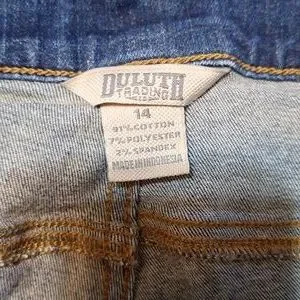 DULUTH
TRADING
14
91% COTTON
7% POLYESTER
2% SPANDEX
MADE IN INDONESIA